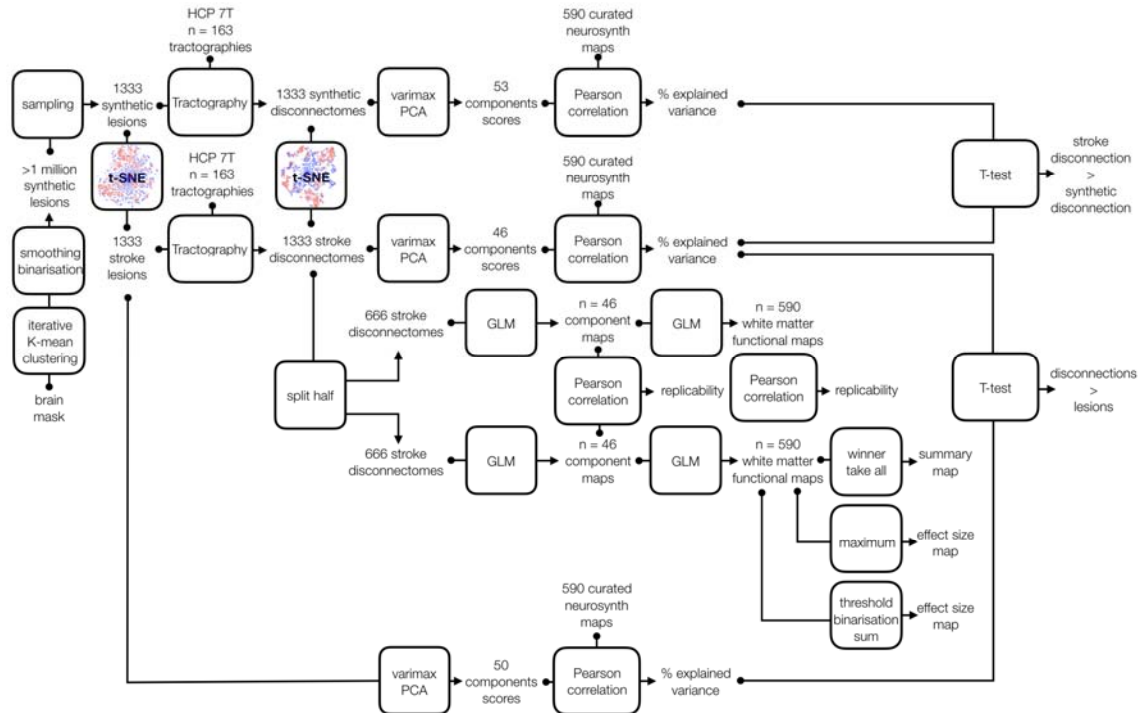 HCP 7T
n = 163
tractographies
590 curated
neurosynth
maps
sampling
1333
synthetic
lesions
Tractography
1333 synthetic
disconnectomes
varimax
PCA
53
components
scores
Pearson
correlation
% explained
variance
>1 million
synthetic
lesions
t-SNE
HCP 7T
n = 163
tractographies
t-SNE
590 curated
neurosynth
maps
T-test
stroke
disconnection
>
synthetic
disconnection
smoothing
binarisation
1333
stroke
lesions
Tractography
1333 stroke
disconnectomes
varimax
PCA
46
components
scores
Pearson
correlation
% explained
variance
iterative
K-mean
clustering
brain
mask
666 stroke
disconnectomes
GLM
n = 46
component
maps
GLM
n = 590
white matter
functional maps
split half
Pearson
correlation
replicability
Pearson
correlation
replicability
T-test
disconnections
>
lesions
666 stroke
disconnectomes
GLM
n = 46
component
maps
GLM
n = 590
white matter
functional maps
winner
take all
summary
map
maximum
effect size
map
threshold
binarisation
sum
effect size
map
590 curated
neurosynth
maps
varimax
PCA
50
components
scores
Pearson
correlation
% explained
variance